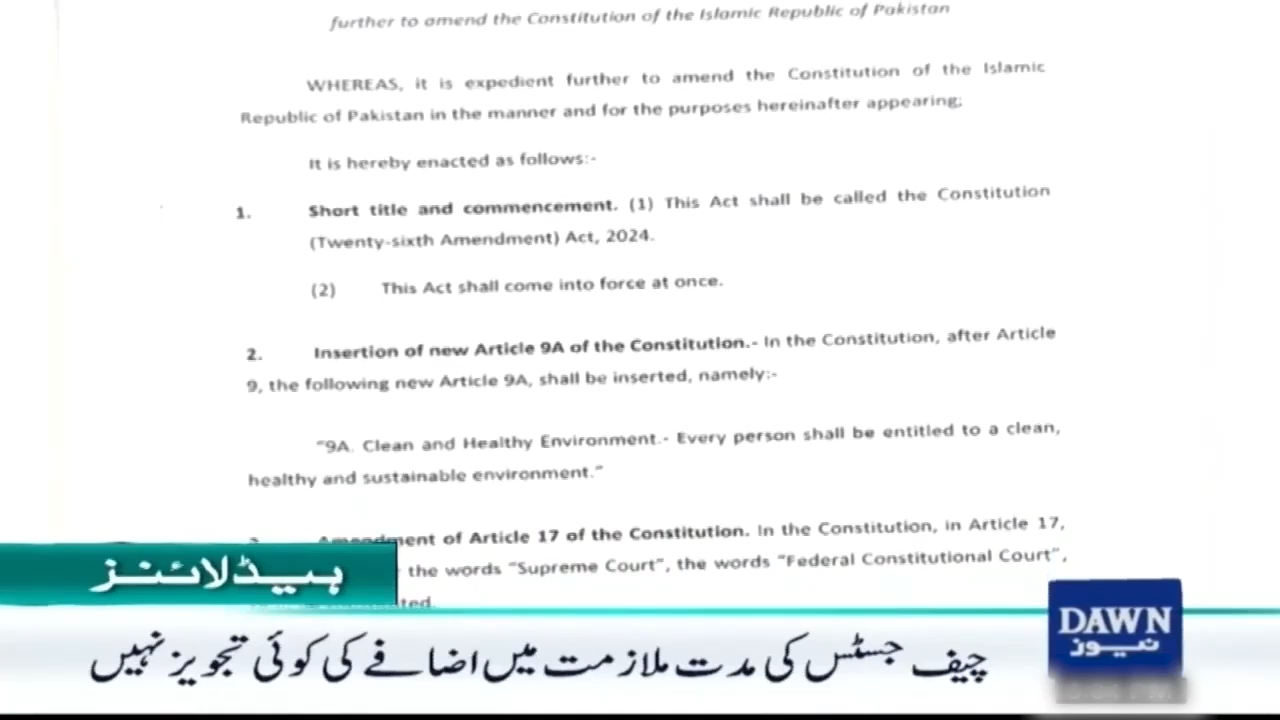 further to amend the Constitution of the Islamic Republic of Pakistan
WHEREAS, it is expedient further to amend the Constitution of the Islamic
Republic of Pakistan in the manner and for the purposes hereinafter appearing;
It is hereby enacted as follows:-
1. Short title and commencement. (1) This Act shall be called the Constitution
(Twenty-sixth Amendment) Act, 2024.
(2) This Act shall come into force at once.
2. Insertion of new Article 9A of the Constitution.- In the Constitution, after Article
9, the following new Article 9A, shall be inserted, namely:-
"9A. Clean and Healthy Environment.- Every person shall be entitled to a clean,
healthy and sustainable environment."
Amendment of Article 17 of the Constitution. In the Constitution, in Article 17,
the words "Supreme Court", the words "Federal Constitutional Court",
ہیڈلائنز
چیف جسٹس کی مدت ملازمت میں اضافے کی کوئی تجویز نہیں
DAWN
نیوز